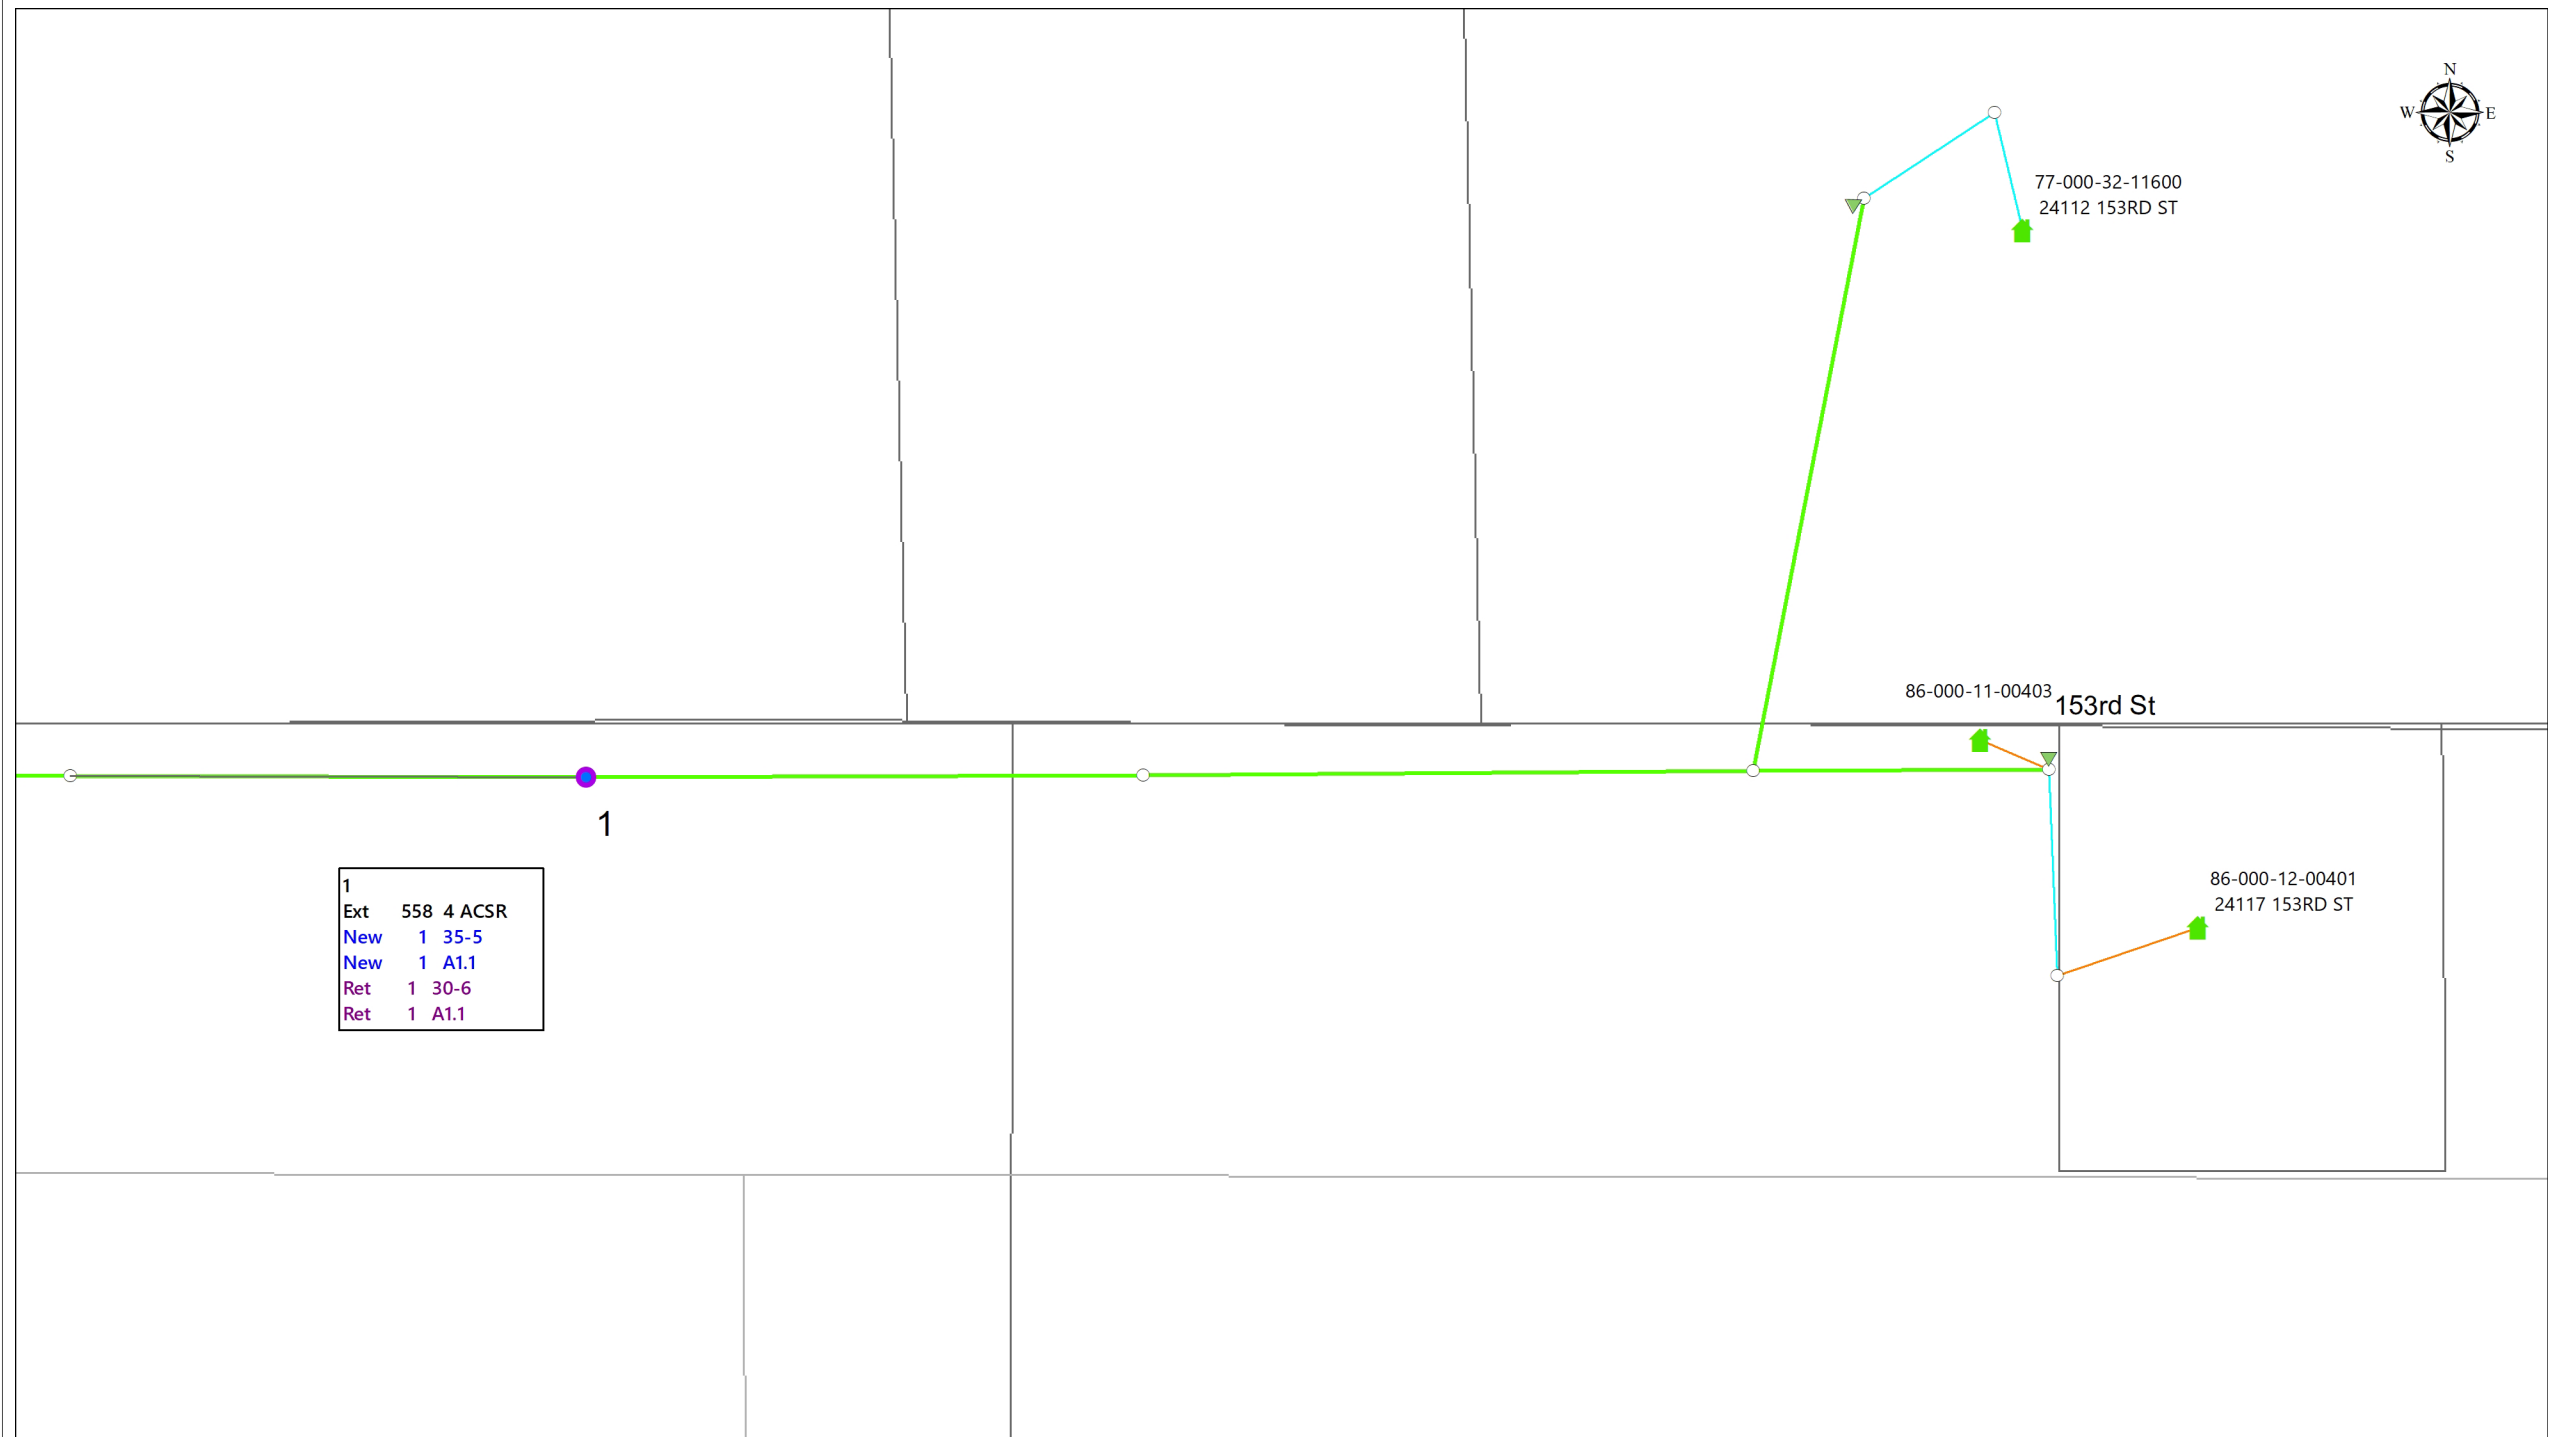 N
W E
S
77-000-32-11600
24112 153RD ST
86-000-11-00403
153rd St
1
1
Ext 558 4 ACSR
New 1 35-5
New 1 A1.1
Ret 1 30-6
Ret 1 A1.1
86-000-12-00401
24117 153RD ST